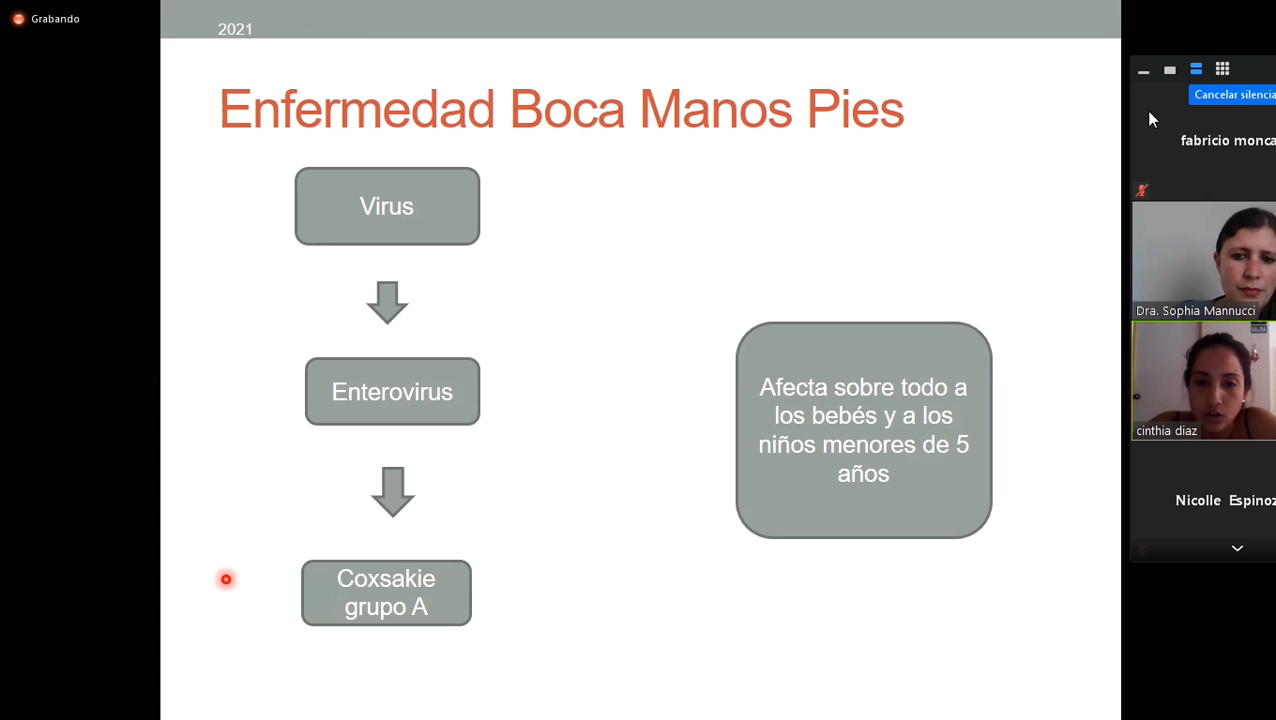 Grabando
2021
Enfermedad Boca Manos Pies
Virus
Enterovirus
Coxsakie
grupo A
Afecta sobre todo a
los bebés y a los
niños menores de 5
años
Cancelar silencia
fabricio monca
Dra. Sophia Mannucci
SALIDA
cinthia diaz
Nicolle Espinoz